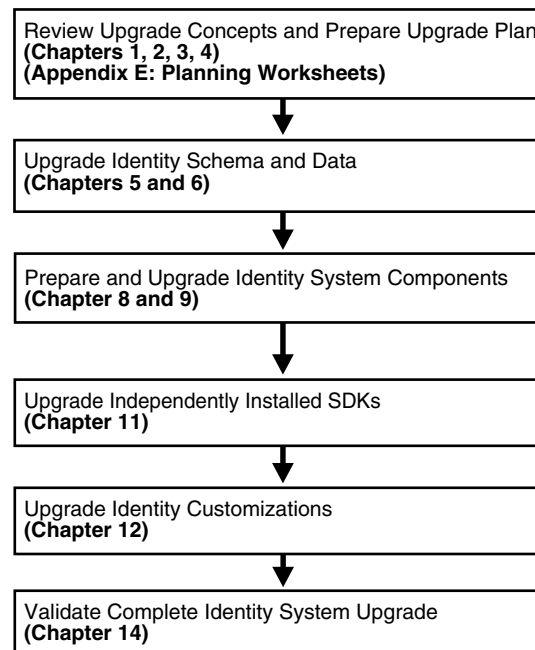 Review Upgrade Concepts and Prepare Upgrade Plan
(Chapters 1, 2, 3, 4)
(Appendix E: Planning Worksheets)
Upgrade Identity Schema and Data
(Chapters 5 and 6)
Prepare and Upgrade Identity System Components
(Chapter 8 and 9)
Upgrade Independently Installed SDKs
(Chapter 11)
Upgrade Identity Customizations
(Chapter 12)
Validate Complete Identity System Upgrade
(Chapter 14)